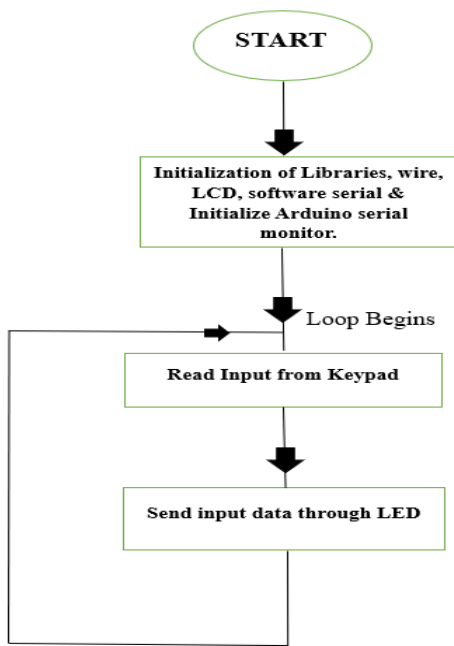 START
Initialization of Libraries, wire,
LCD, software serial &
Initialize Arduino serial
monitor.
Loop Begins
Read Input from Keypad
Send input data through LED